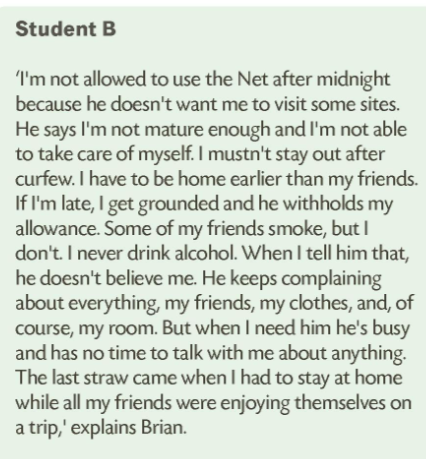 Student B
'I'm not allowed to use the Net after midnight
because he doesn't want me to visit some sites.
He says I'm not mature enough and I'm not able
to take care of myself. I mustn't stay out after
curfew. I have to be home earlier than my friends.
If I'm late, I get grounded and he withholds my
allowance. Some of my friends smoke, but I
don't. I never drink alcohol. When I tell him that,
he doesn't believe me. He keeps complaining
about everything, my friends, my clothes, and, of
course, my room. But when I need him he's busy
and has no time to talk with me about anything.
The last straw came when I had to stay at home
while all my friends were enjoying themselves on
a trip,' explains Brian.